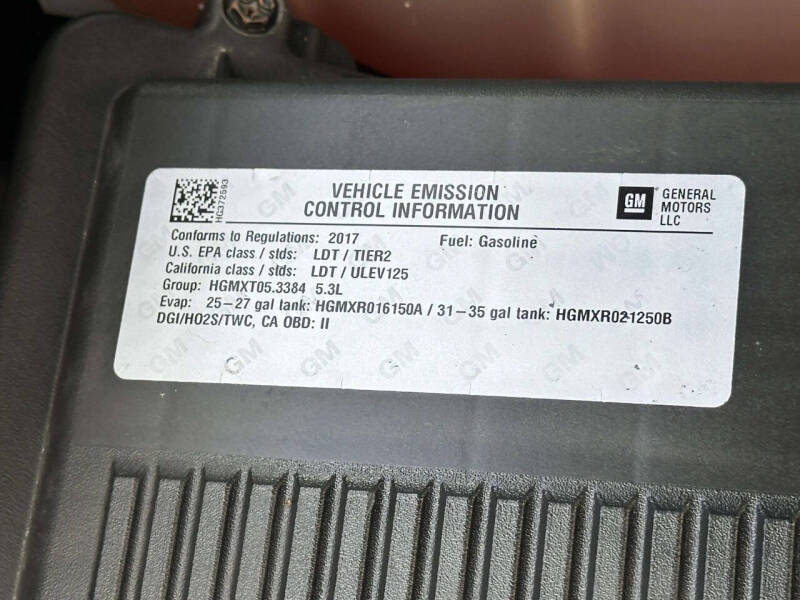 HG372593
VEHICLE EMISSION
CONTROL INFORMATION
GM
GENERAL
MOTORS
LLC
Conforms to Regulations: 2017 Fuel: Gasoline
U.S. EPA class / stds: LDT / TIER2
California class / stds: LDT / ULEV125
Group: HGMXT05.3384 5.3L
Evap: 25-27 gal tank: HGMXR016150A / 31-35 gal tank: HGMXR021250B
DGI/HO2S/TWC, CA OBD: II